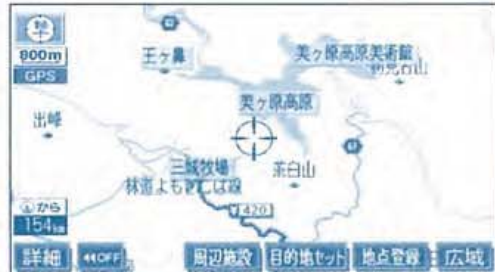 800m
GPS
62
王ヶ鼻
美ヶ原高原美術館
美ヶ原高原
出峰
三城牧場
茶臼山
林道よもぎこば線
420
から
154km
詳細
◀◀OFF
周辺施設
目的地セット
地点登録
広域